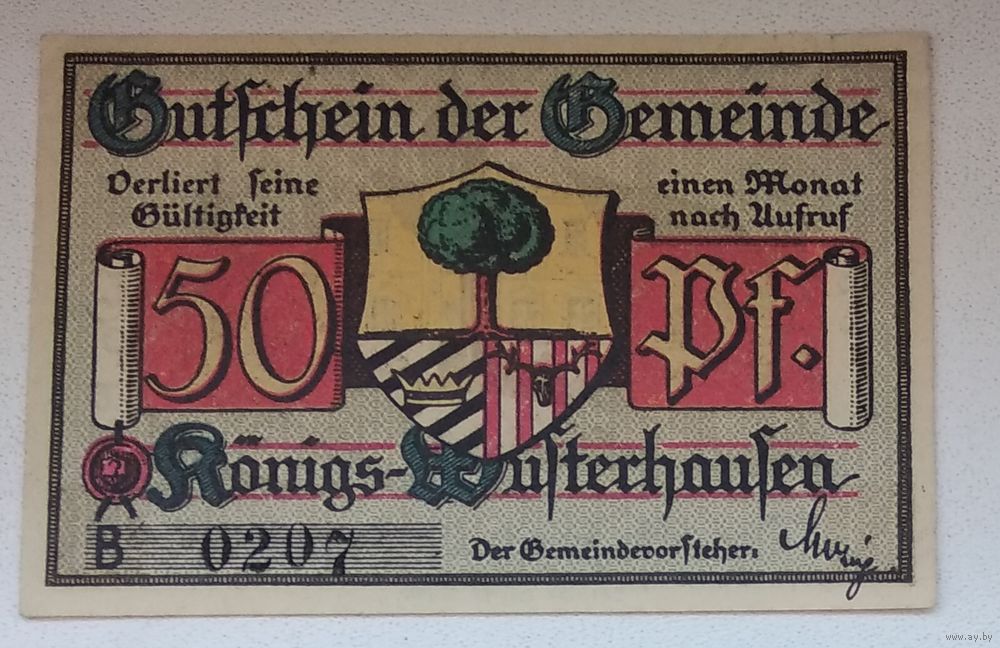 Gutschein der Gemeinde
Verliert seine
Gültigkeit
einen Monat
nach Aufruf
50 Pf.
Königs-Wusterhausen
B 0207
Der Gemeindevorsteher:
www.ay.by